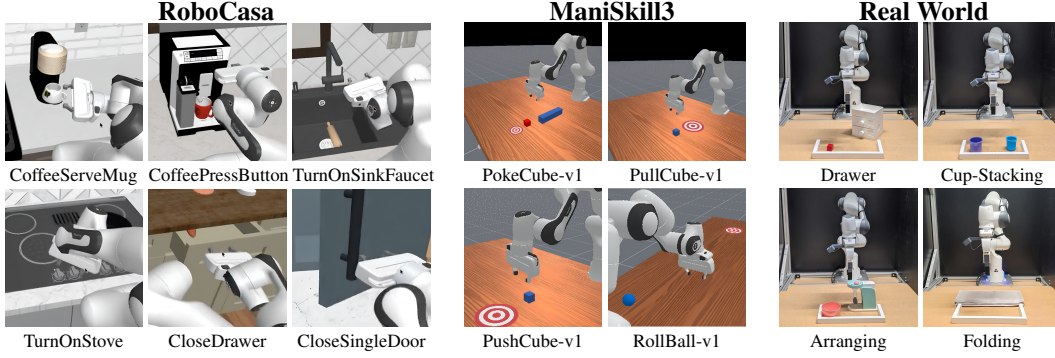 RoboCasa
ManiSkill3
Real World
CoffeeServeMug
CoffeePressButton
TurnOnSinkFaucet
PokeCube-v1
PullCube-v1
Drawer
Cup-Stacking
TurnOnStove
CloseDrawer
CloseSingleDoor
PushCube-v1
RollBall-v1
Arranging
Folding